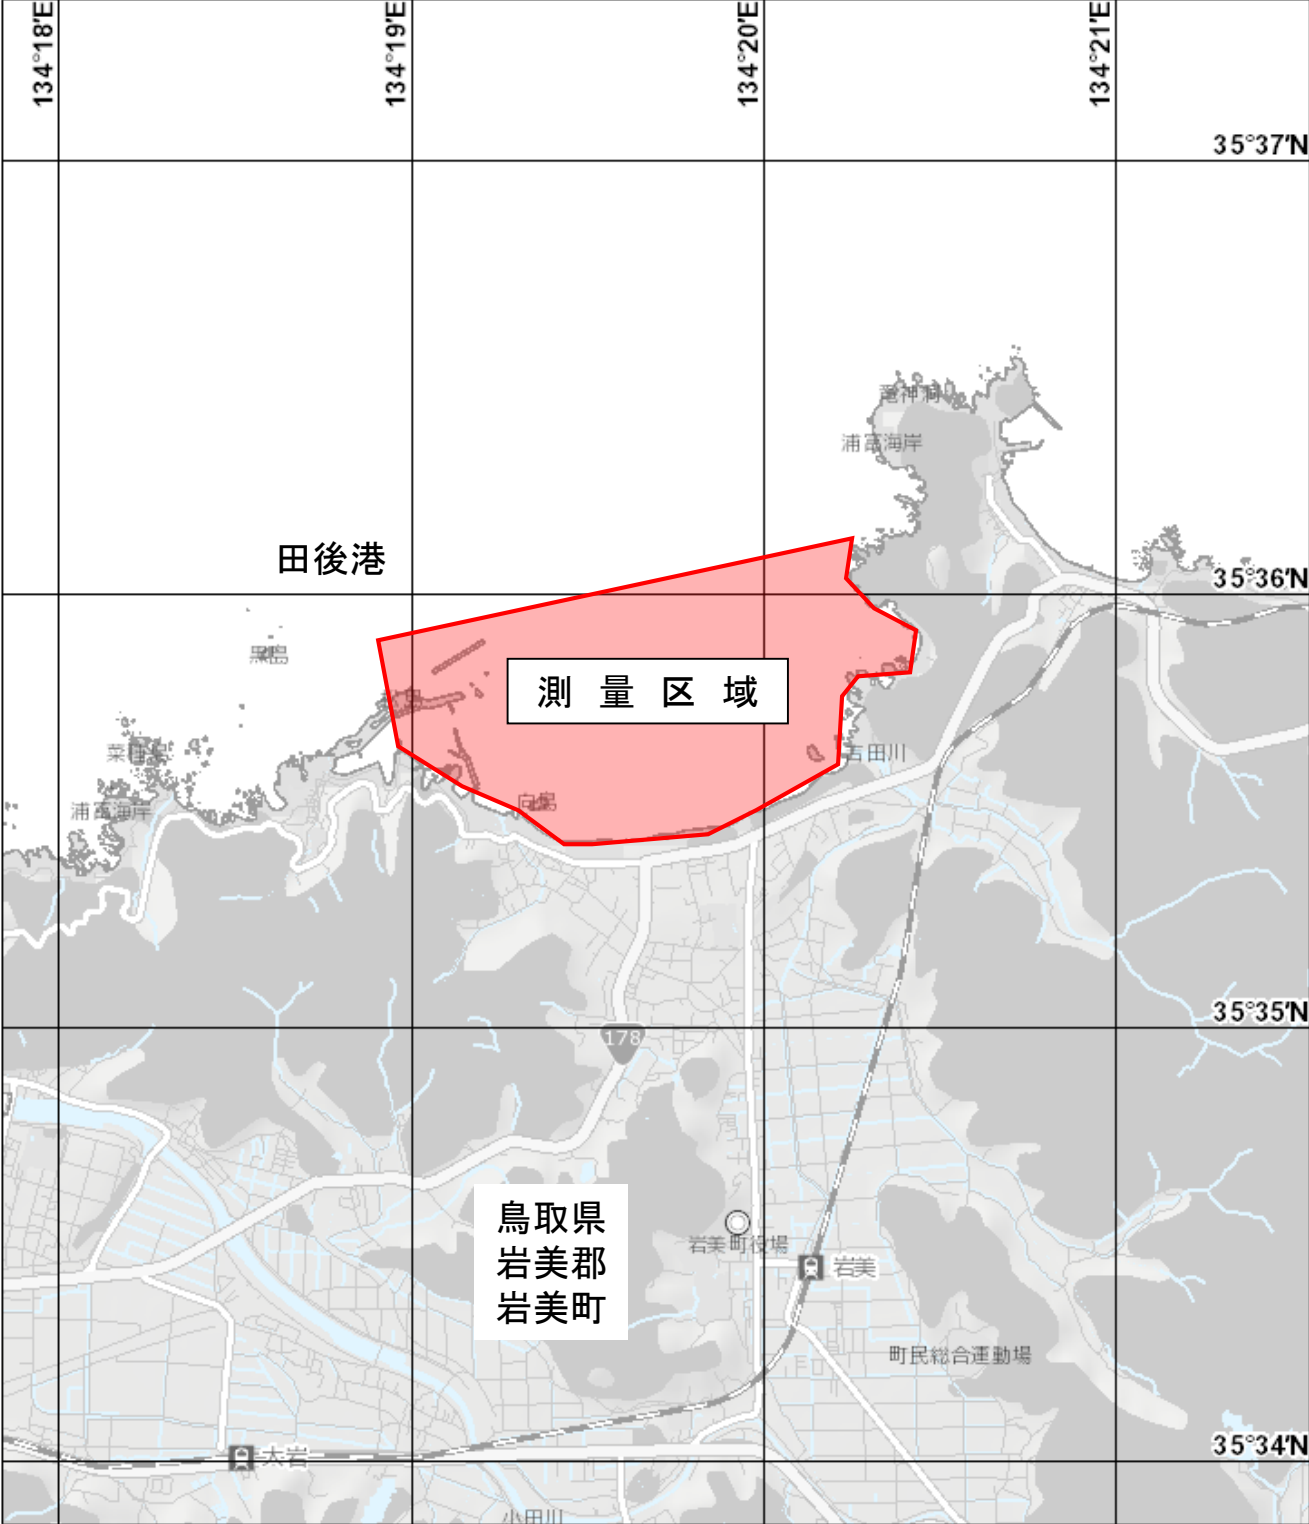 134°18′E
134°19′E
134°20′E
134°21′E
35°37′N
竜神洞
浦富海岸
田後港
35°36′N
黒島
測量区域
菜種島
吉田川
向島
浦富海岸
35°35′N
178
鳥取県
岩美郡
岩美町
岩美町役場
岩美
町民総合運動場
35°34′N
大岩
小田川